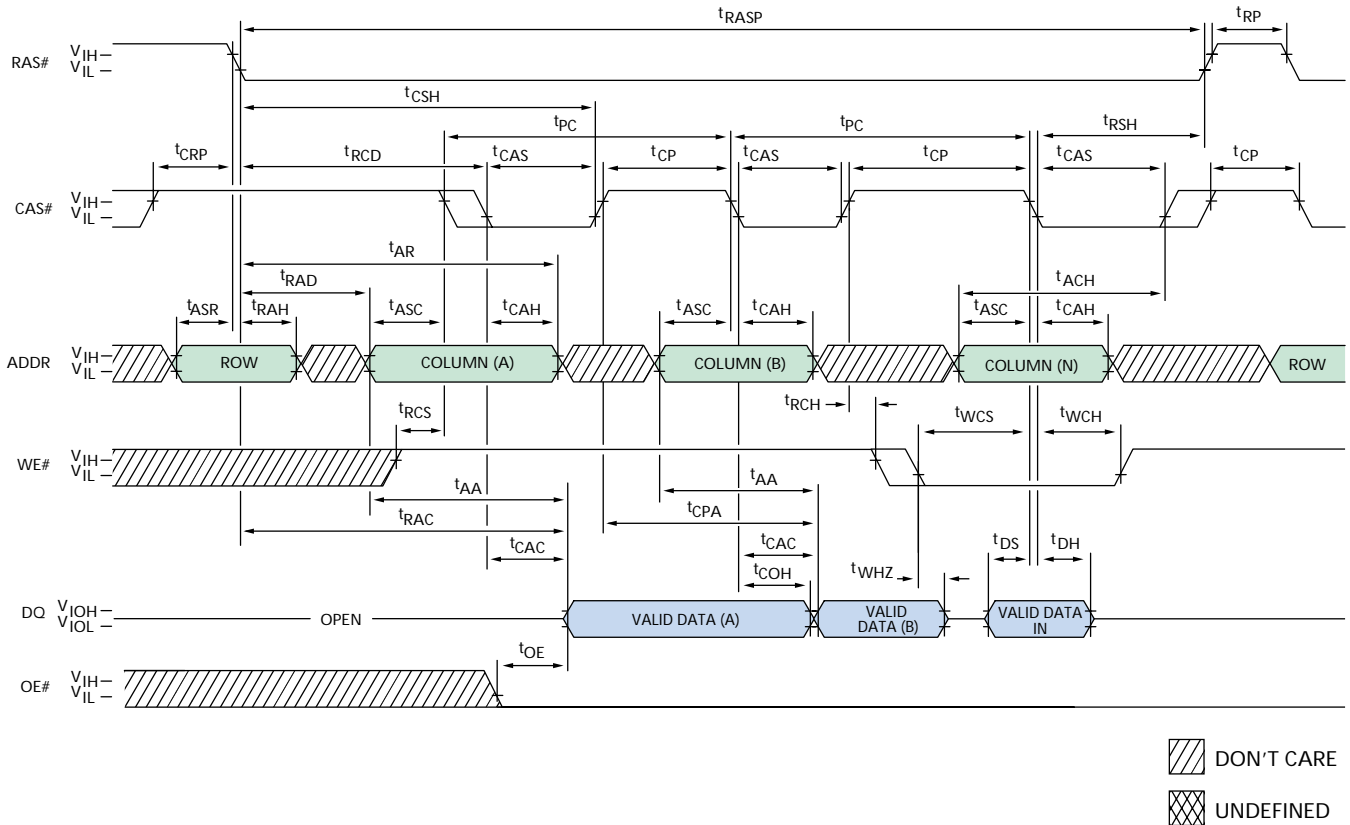 tRASP
tRP
RAS# VIH
VIL
tCSH
tPC tPC
tRSH
tCRP tRCD tCAS tCP tCAS tCP tCAS tCP
CAS# VIH
VIL
tAR
tRAD tACH
tASR tRAH tASC tCAH tASC tCAH tASC tCAH
ADDR VIH
VIL
ROW COLUMN (A) COLUMN (B) COLUMN (N) ROW
tRCH
tRCS tWCS tWCH
WE# VIH
VIL
tAA tAA
tRAC tCPA
tCAC tCAC tDS tDH
tCOH tWHZ
DQ VIOH
VIOL
OPEN VALID DATA (A) VALID
DATA (B) VALID DATA
IN
tOE
OE# VIH
VIL
DON'T CARE
UNDEFINED